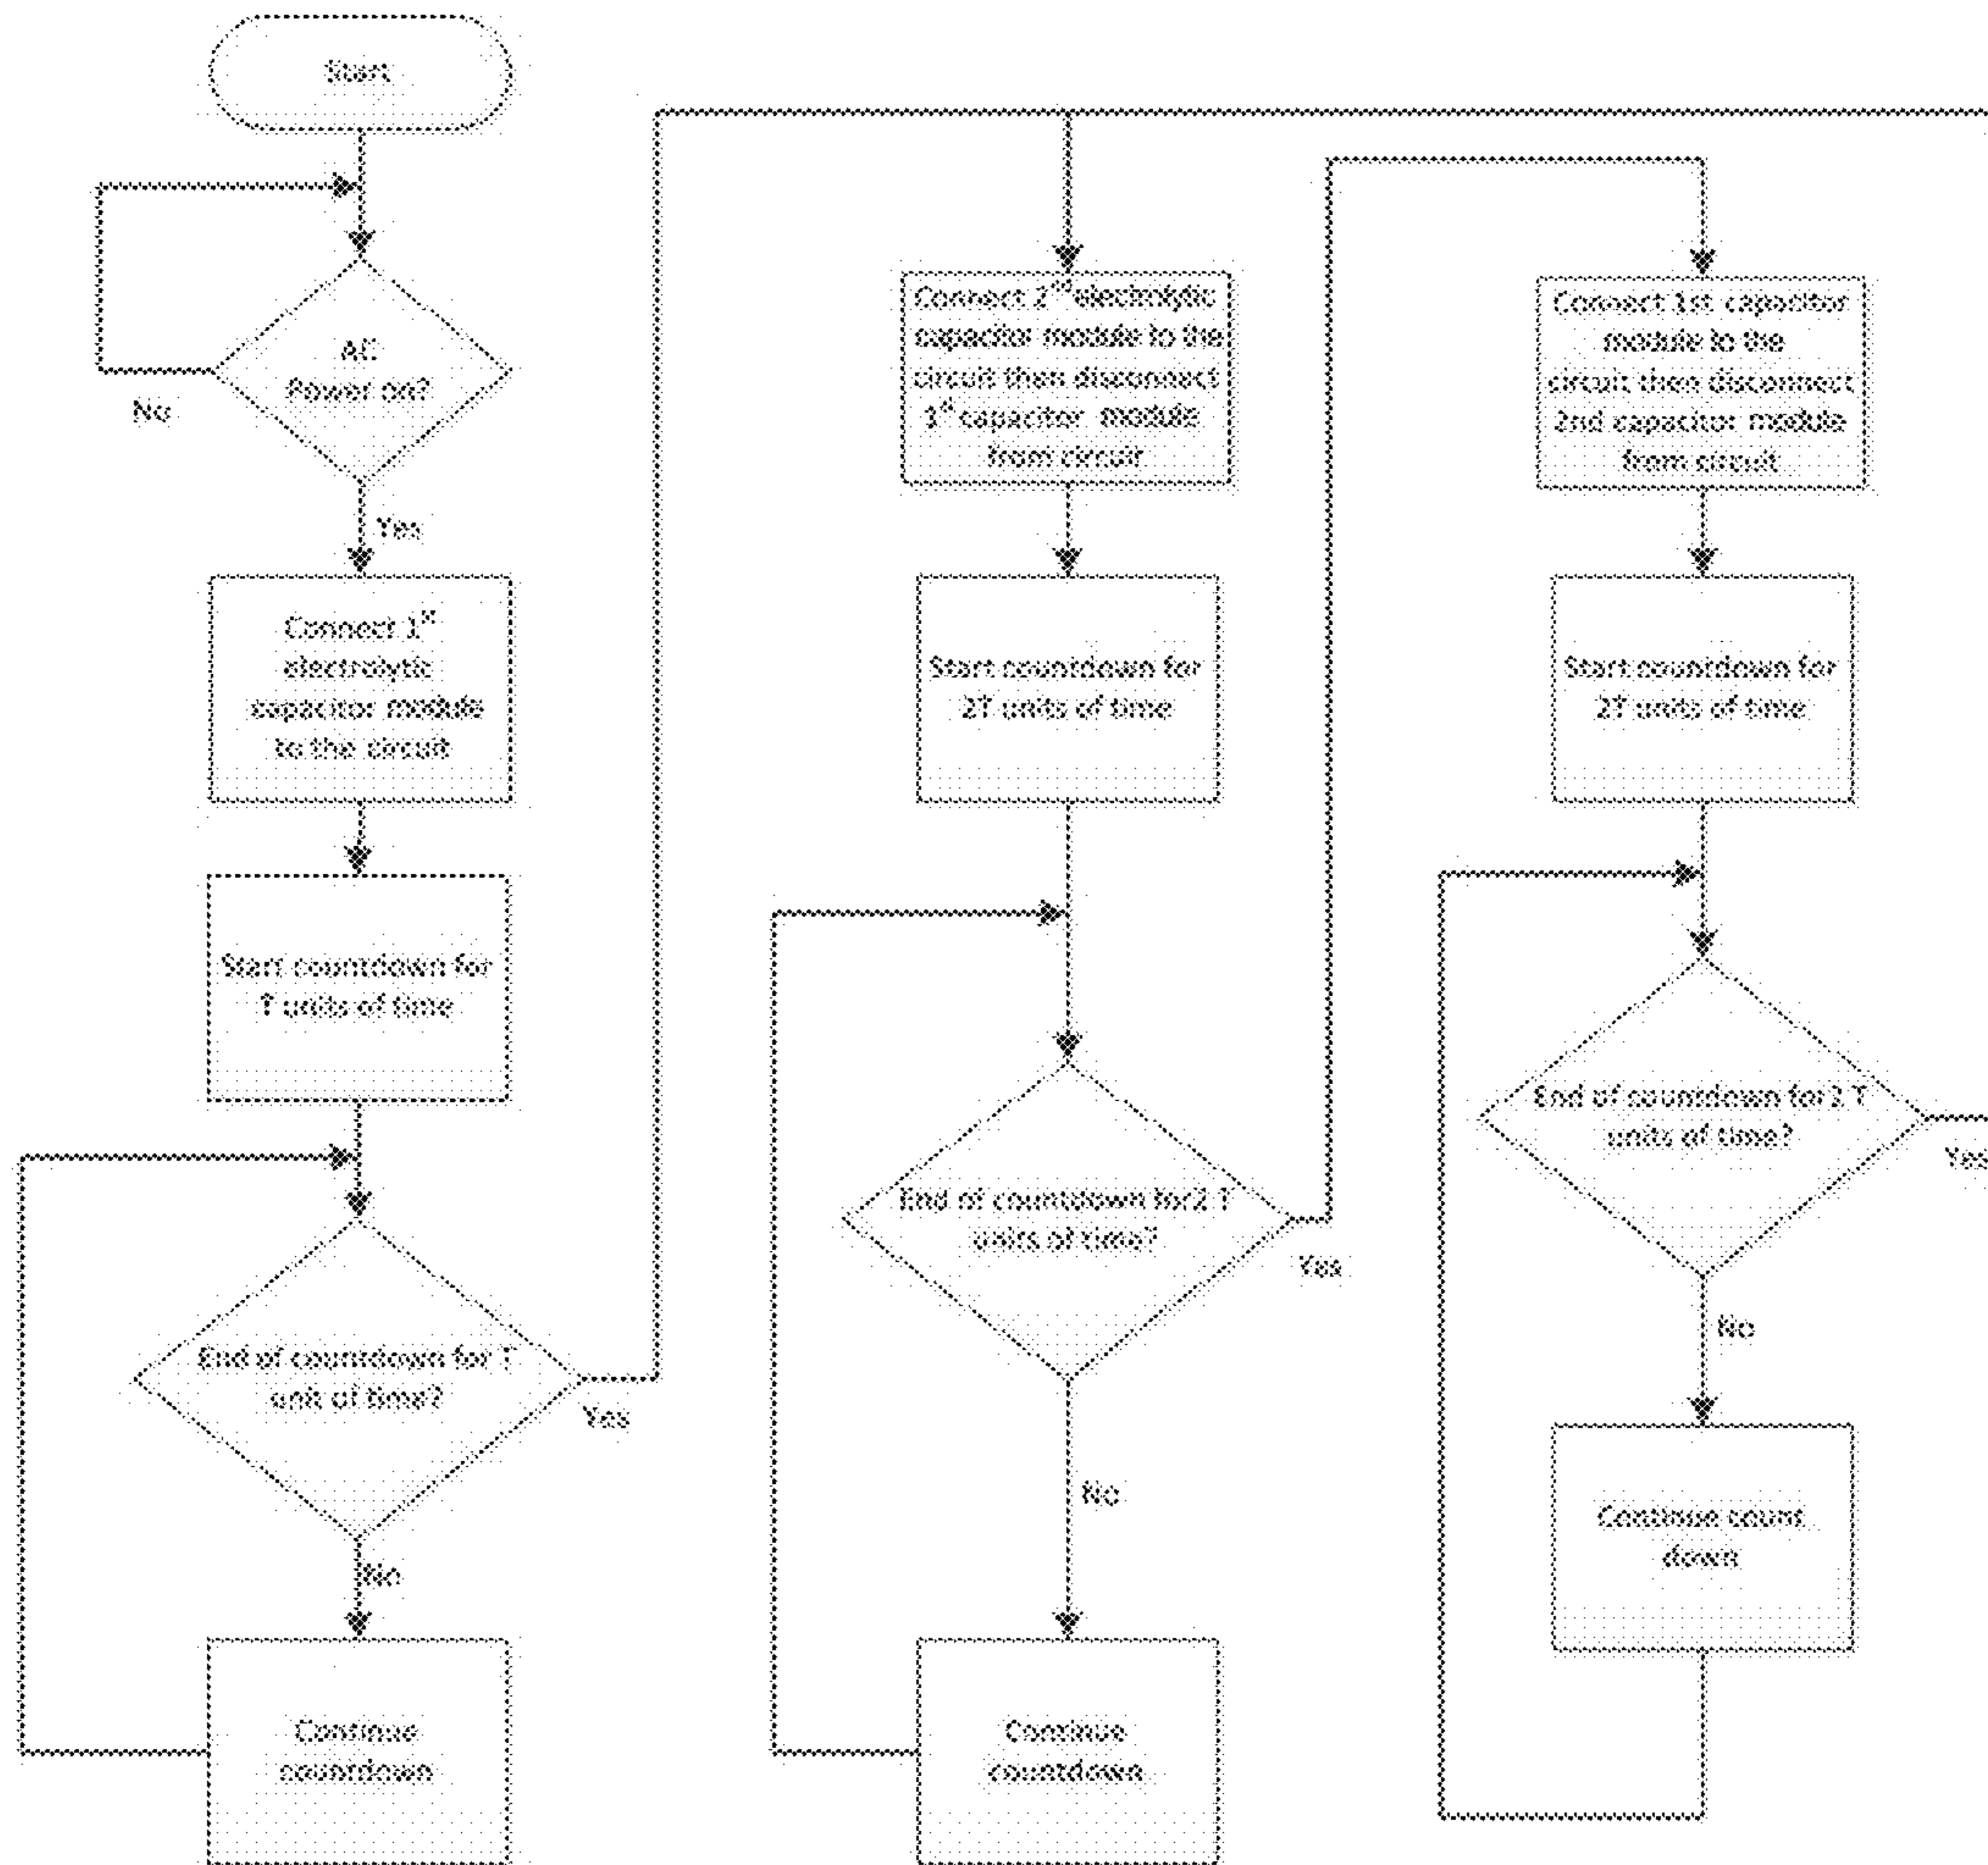 Start
AC
Power on?
No
Yes
Connect 1st
electrolytic
capacitor module
to the circuit
Start countdown for
T units of time
End of countdown for T
unit of time?
Yes
No
Continue
countdown
Connect 2nd electrolytic
capacitor module to the
circuit then disconnect
1st capacitor module
from circuir
Start countdown for
2T units of time
End of countdown for2 T
units of time?
Yes
No
Continue
countdown
Connect 1st capacitor
module to the
circuit then disconnect
2nd capacitor module
from circuit
Start countdown for
2T units of time
End of countdown for2 T
units of time?
Yes
No
Continue count
down